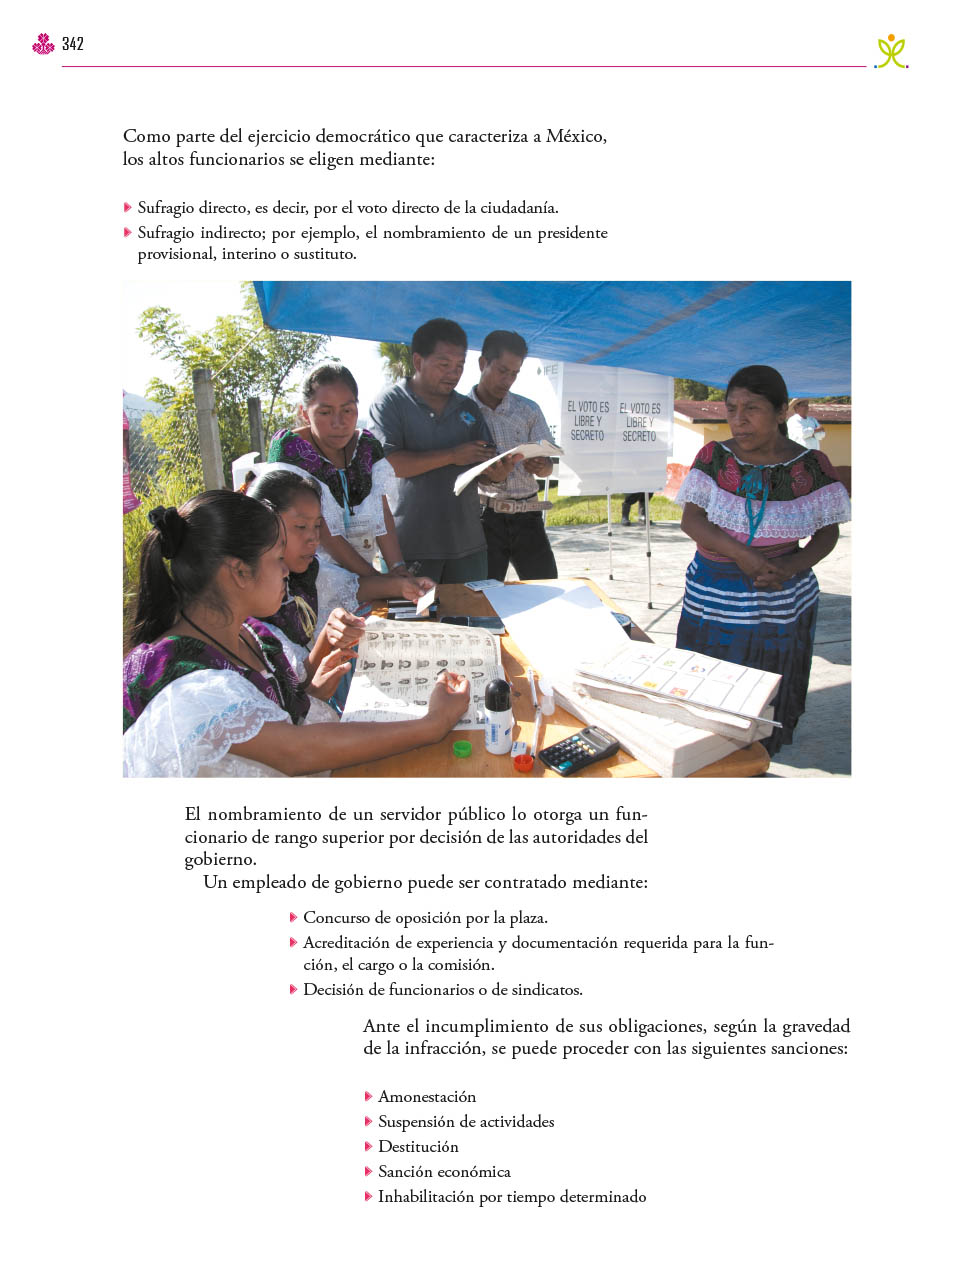 342
Como parte del ejercicio democrático que caracteriza a México,
los altos funcionarios se eligen mediante:
Sufragio directo, es decir, por el voto directo de la ciudadanía.
Sufragio indirecto; por ejemplo, el nombramiento de un presidente
provisional, interino o sustituto.
IFE
EL VOTO ES
LIBRE Y
SECRETO
EL VOTO ES
LIBRE Y
SECRETO
El nombramiento de un servidor público lo otorga un fun-
cionario de rango superior por decisión de las autoridades del
gobierno.
Un empleado de gobierno puede ser contratado mediante:
Concurso de oposición por la plaza.
Acreditación de experiencia y documentación requerida para la fun-
ción, el cargo o la comisión.
Decisión de funcionarios o de sindicatos.
Ante el incumplimiento de sus obligaciones, según la gravedad
de la infracción, se puede proceder con las siguientes sanciones:
Amonestación
Suspensión de actividades
Destitución
Sanción económica
Inhabilitación por tiempo determinado